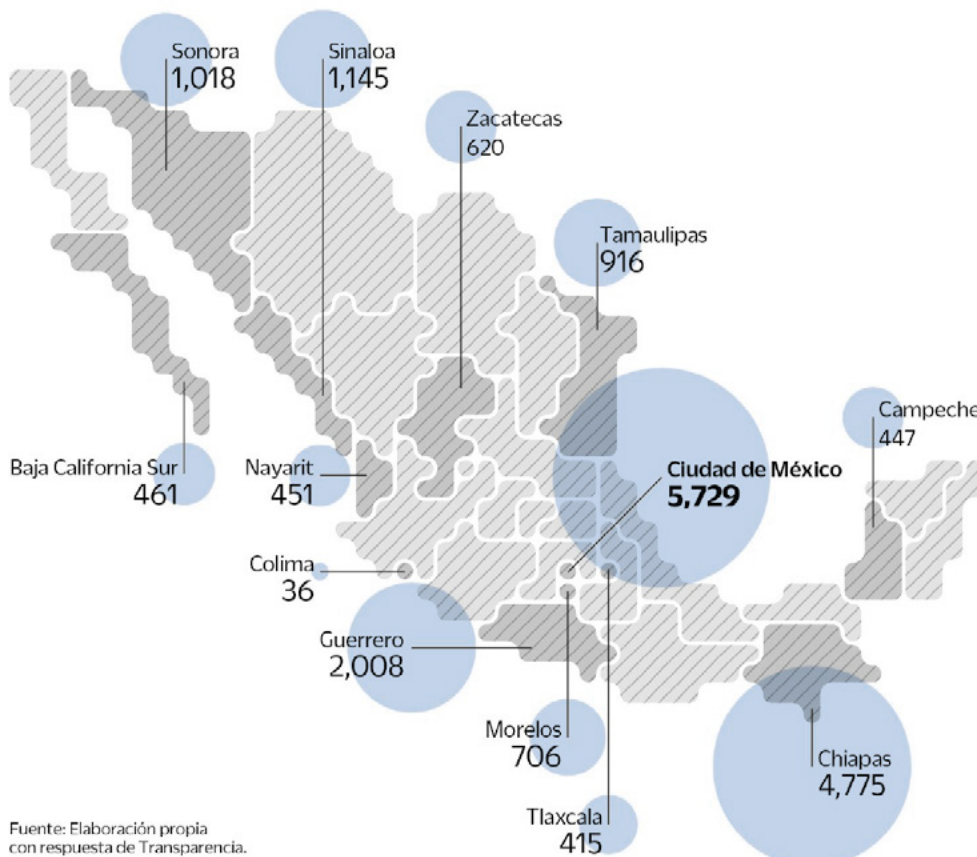 Sonora
1,018
Sinaloa
1,145
Zacatecas
620
Tamaulipas
916
Campeche
447
Baja California Sur
461
Nayarit
451
Ciudad de México
5,729
Colima
36
Guerrero
2,008
Morelos
706
Chiapas
4,775
Tlaxcala
415
Fuente: Elaboración propia
con respuesta de Transparencia.